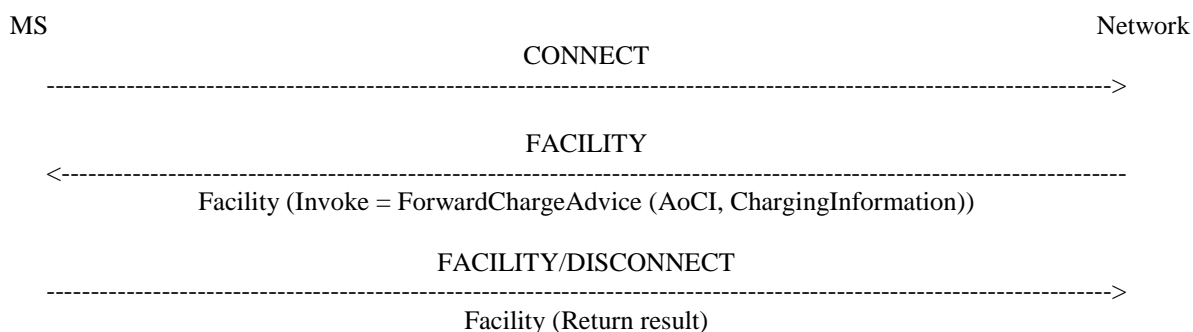 MS Network
CONNECT
------------------------------------------------------------------------------------------------------------------------>
FACILITY
<------------------------------------------------------------------------------------------------------------------------
Facility (Invoke = ForwardChargeAdvice (AoCI, ChargingInformation))
FACILITY/DISCONNECT
------------------------------------------------------------------------------------------------------------------------>
Facility (Return result)